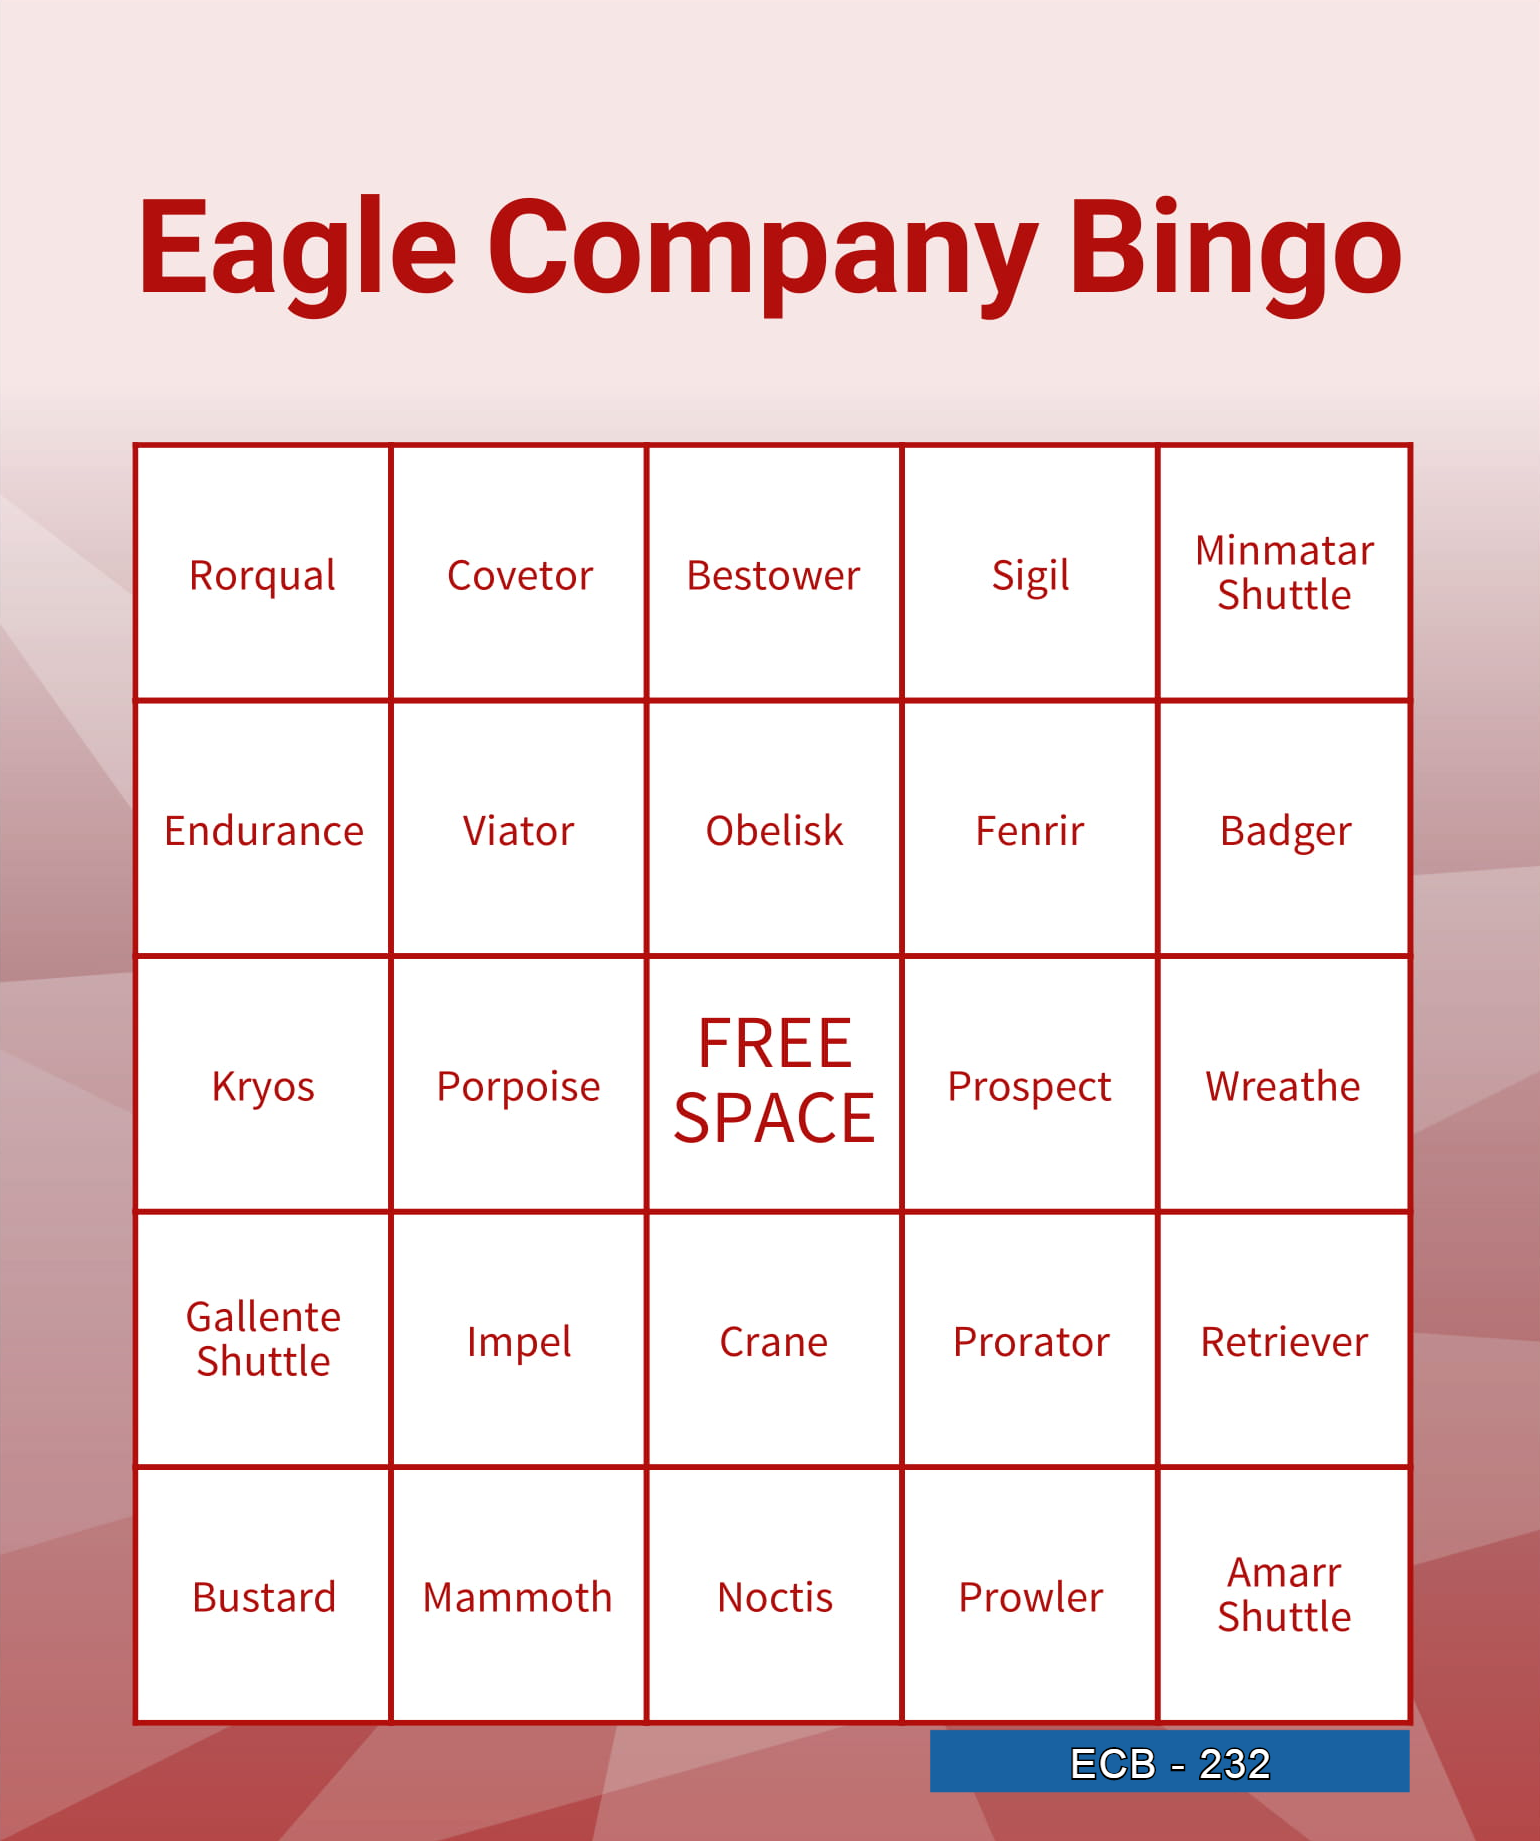 Eagle Company Bingo
Rorqual
Covetor
Bestower
Sigil
Minmatar
Shuttle
Endurance
Viator
Obelisk
Fenrir
Badger
Kryos
Porpoise
FREE
SPACE
Prospect
Wreathe
Gallente
Shuttle
Impel
Crane
Prorator
Retriever
Bustard
Mammoth
Noctis
Prowler
Amarr
Shuttle
ECB - 232